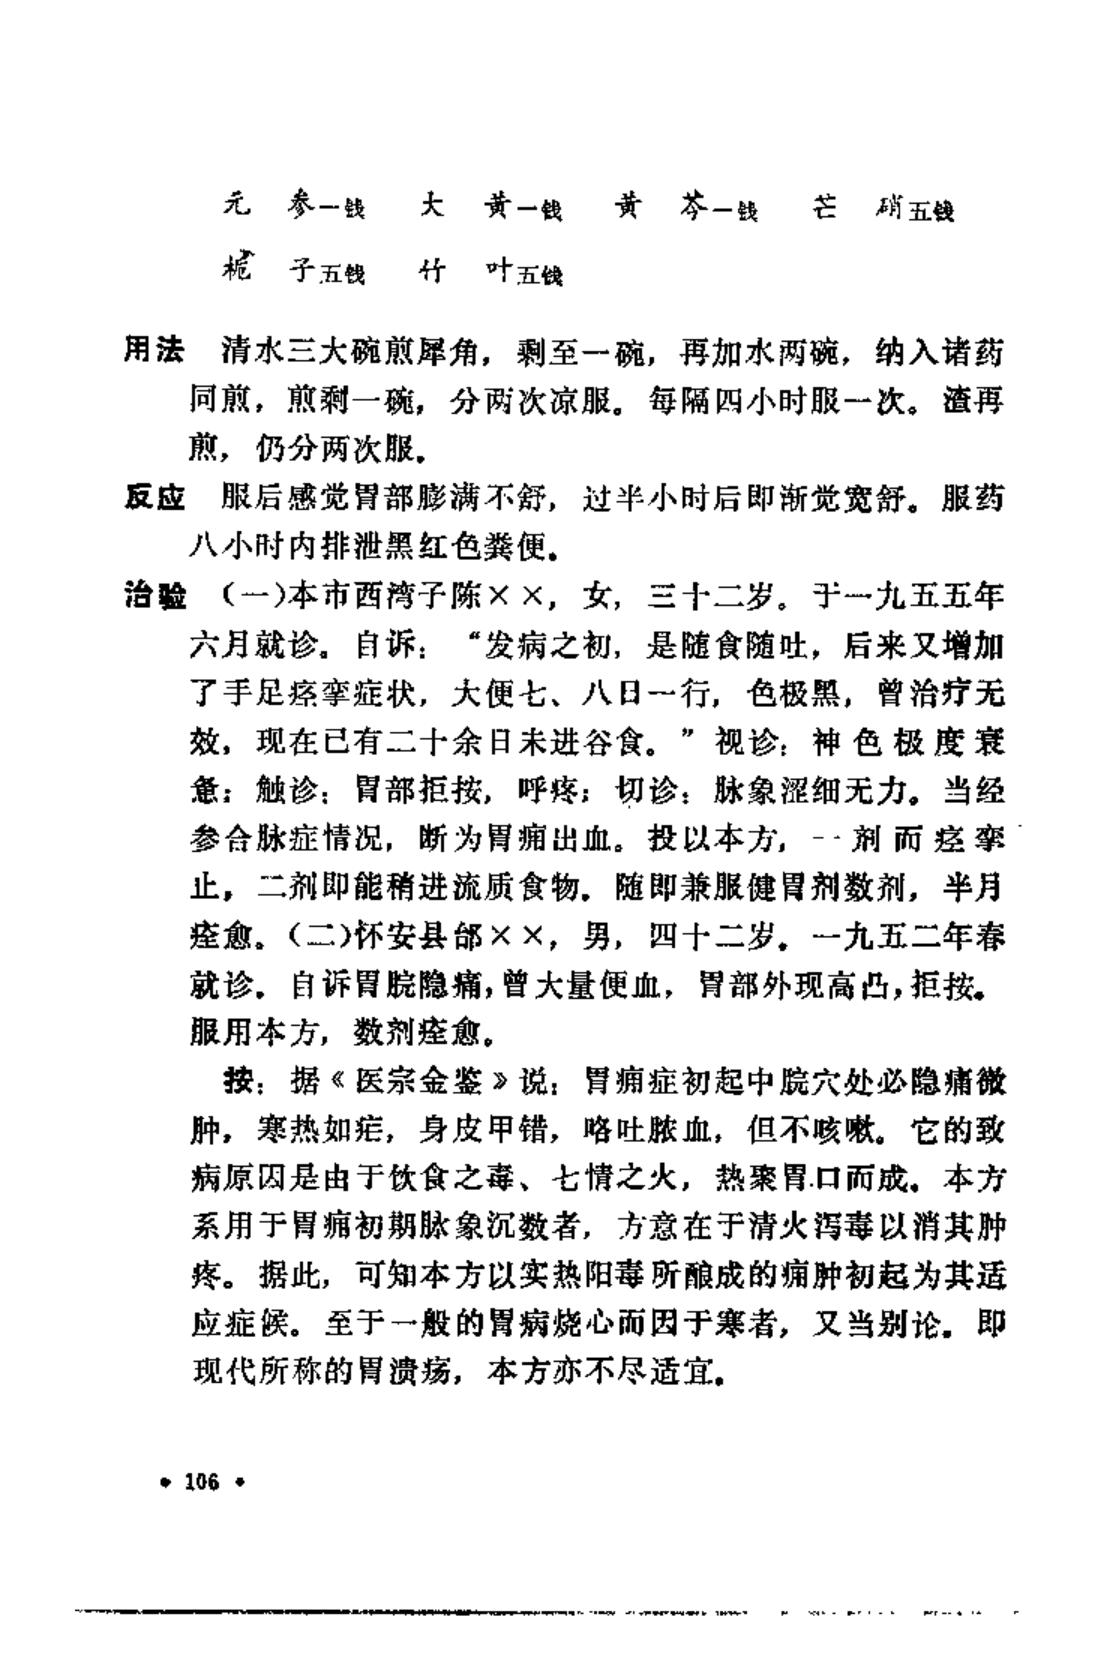 元 参一钱 大 黄一钱 黄 芩一钱 芒 硝五钱
栀 子五钱 竹 叶五钱
用法 清水三大碗煎犀角，剩至一碗，再加水两碗，纳入诸药
同煎，煎剩一碗，分两次凉服。每隔四小时服一次。渣再
煎，仍分两次服。
反应 服后感觉胃部膨满不舒，过半小时后即渐觉宽舒。服药
八小时内排泄黑红色粪便。
治验 （一）本市西湾子陈××，女，三十二岁。于一九五五年
六月就诊。自诉：“发病之初，是随食随吐，后来又增加
了手足痉挛症状，大便七、八日一行，色极黑，曾治疗无
效，现在已有二十余日未进谷食。”视诊：神色极度衰
惫；触诊：胃部拒按，呼疼；切诊：脉象涩细无力。当经
参合脉症情况，断为胃痈出血。投以本方，一剂而痉挛
止，二剂即能稍进流质食物。随即兼服健胃剂数剂，半月
痊愈。（二）怀安县邰××，男，四十二岁。一九五二年春
就诊。自诉胃脘隐痛，曾大量便血，胃部外现高凸，拒按。
服用本方，数剂痊愈。
按：据《医宗金鉴》说：胃痈症初起中脘穴处必隐痛微
肿，寒热如疟，身皮甲错，咯吐脓血，但不咳嗽。它的致
病原因是由于饮食之毒、七情之火，热聚胃口而成。本方
系用于胃痈初期脉象沉数者，方意在于清火泻毒以消其肿
疼。据此，可知本方以实热阳毒所酿成的痈肿初起为其适
应症候。至于一般的胃病烧心而因于寒者，又当别论。即
现代所称的胃溃疡，本方亦不尽适宜。
• 106 •